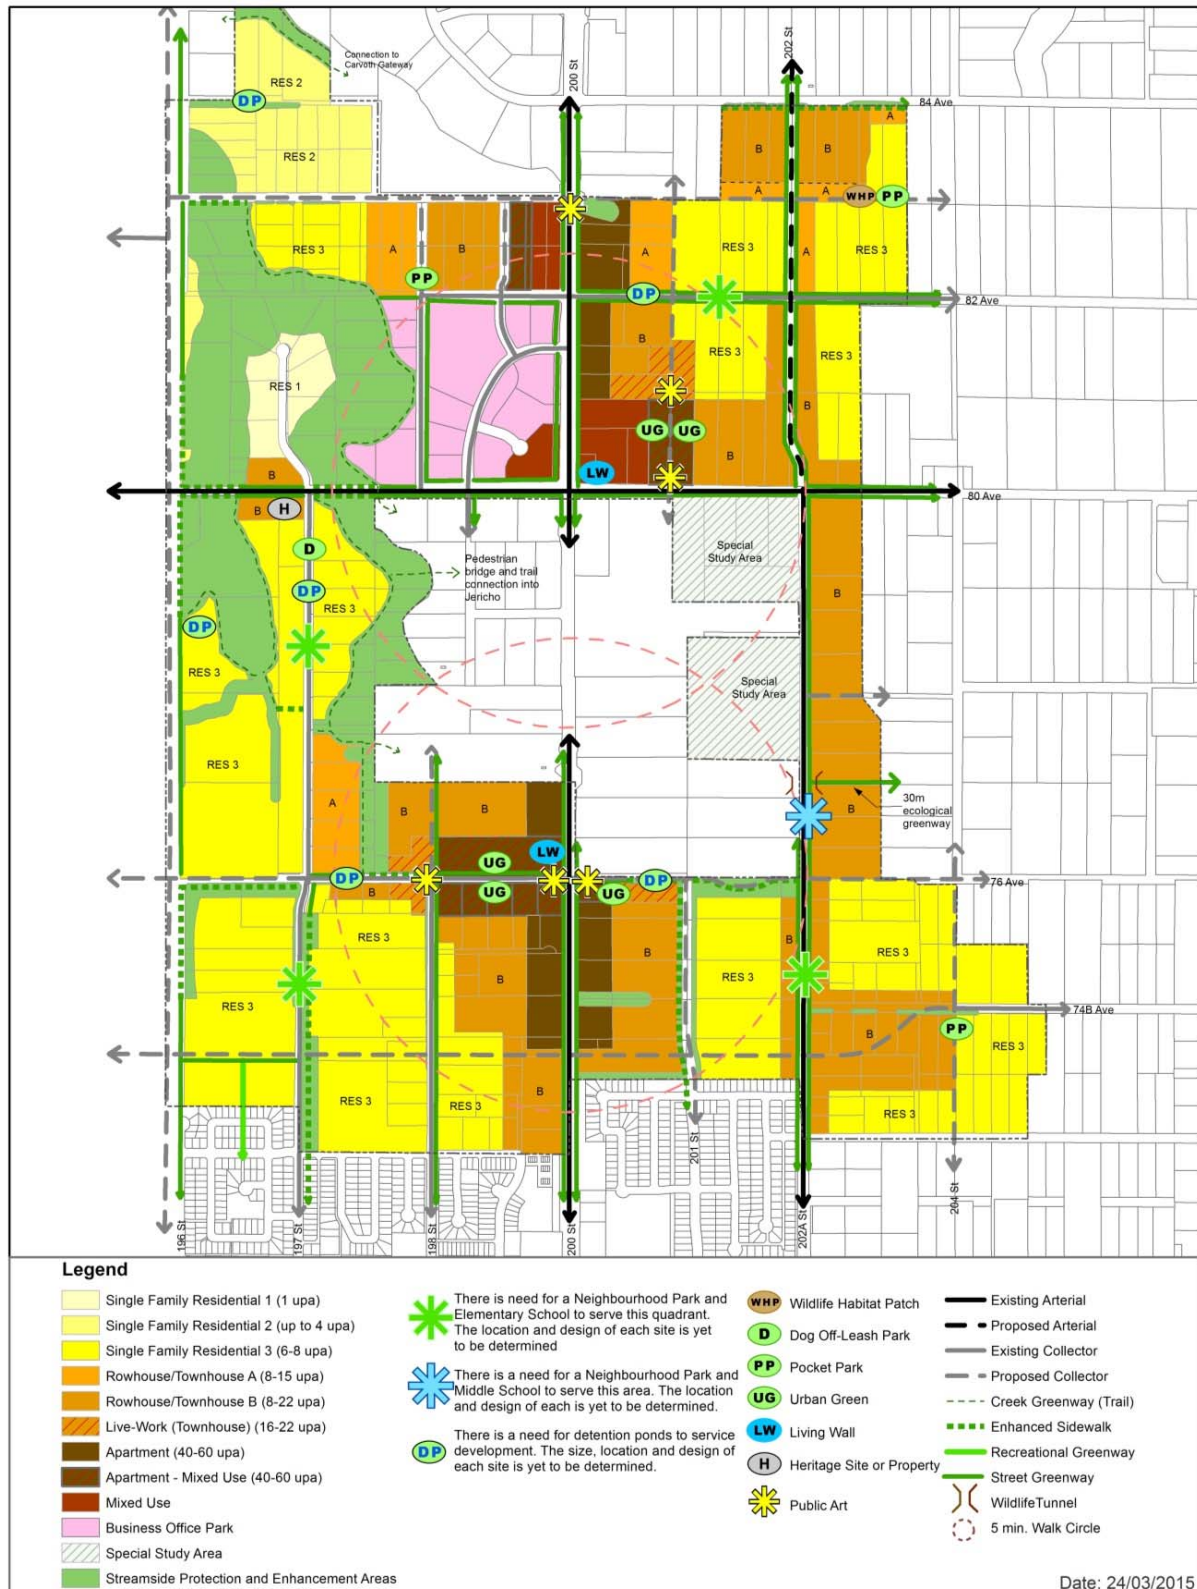 Connection to
Carvoth Gateway
RES 2
DP
200 St
202 St
84 Ave
A
B
B
RES 2
A
A
WHP
PP
RES 3
A
B
A
RES 3
A
RES 3
PP
DP
82 Ave
B
RES 3
RES 3
RES 1
B
UG
UG
B
B
LW
80 Ave
B
H
D
Pedestrian
bridge and trail
connection into
Jericho
Special
Study Area
DP
RES 3
B
DP
RES 3
Special
Study Area
RES 3
A
B
B
30m
ecological
greenway
B
LW
UG
DP
B
UG
UG
DP
76 Ave
RES 3
B
B
RES 3
B
RES 3
RES 3
74B Ave
B
PP
RES 3
RES 3
RES 3
B
RES 3
201 St
204 St
196 St
197 St
198 St
200 St
202A St
Legend
Single Family Residential 1 (1 upa)
Single Family Residential 2 (up to 4 upa)
Single Family Residential 3 (6-8 upa)
Rowhouse/Townhouse A (8-15 upa)
Rowhouse/Townhouse B (8-22 upa)
Live-Work (Townhouse) (16-22 upa)
Apartment (40-60 upa)
Apartment - Mixed Use (40-60 upa)
Mixed Use
Business Office Park
Special Study Area
Streamside Protection and Enhancement Areas
There is need for a Neighbourhood Park and
Elementary School to serve this quadrant.
The location and design of each site is yet
to be determined
There is a need for a Neighbourhood Park and
Middle School to serve this area. The location
and design of each is yet to be determined.
DP
There is a need for detention ponds to service
development. The size, location and design of
each site is yet to be determined.
WHP Wildlife Habitat Patch
D Dog Off-Leash Park
PP Pocket Park
UG Urban Green
LW Living Wall
H Heritage Site or Property
Public Art
Existing Arterial
Proposed Arterial
Existing Collector
Proposed Collector
Creek Greenway (Trail)
Enhanced Sidewalk
Recreational Greenway
Street Greenway
WildlifeTunnel
5 min. Walk Circle
Date: 24/03/2015